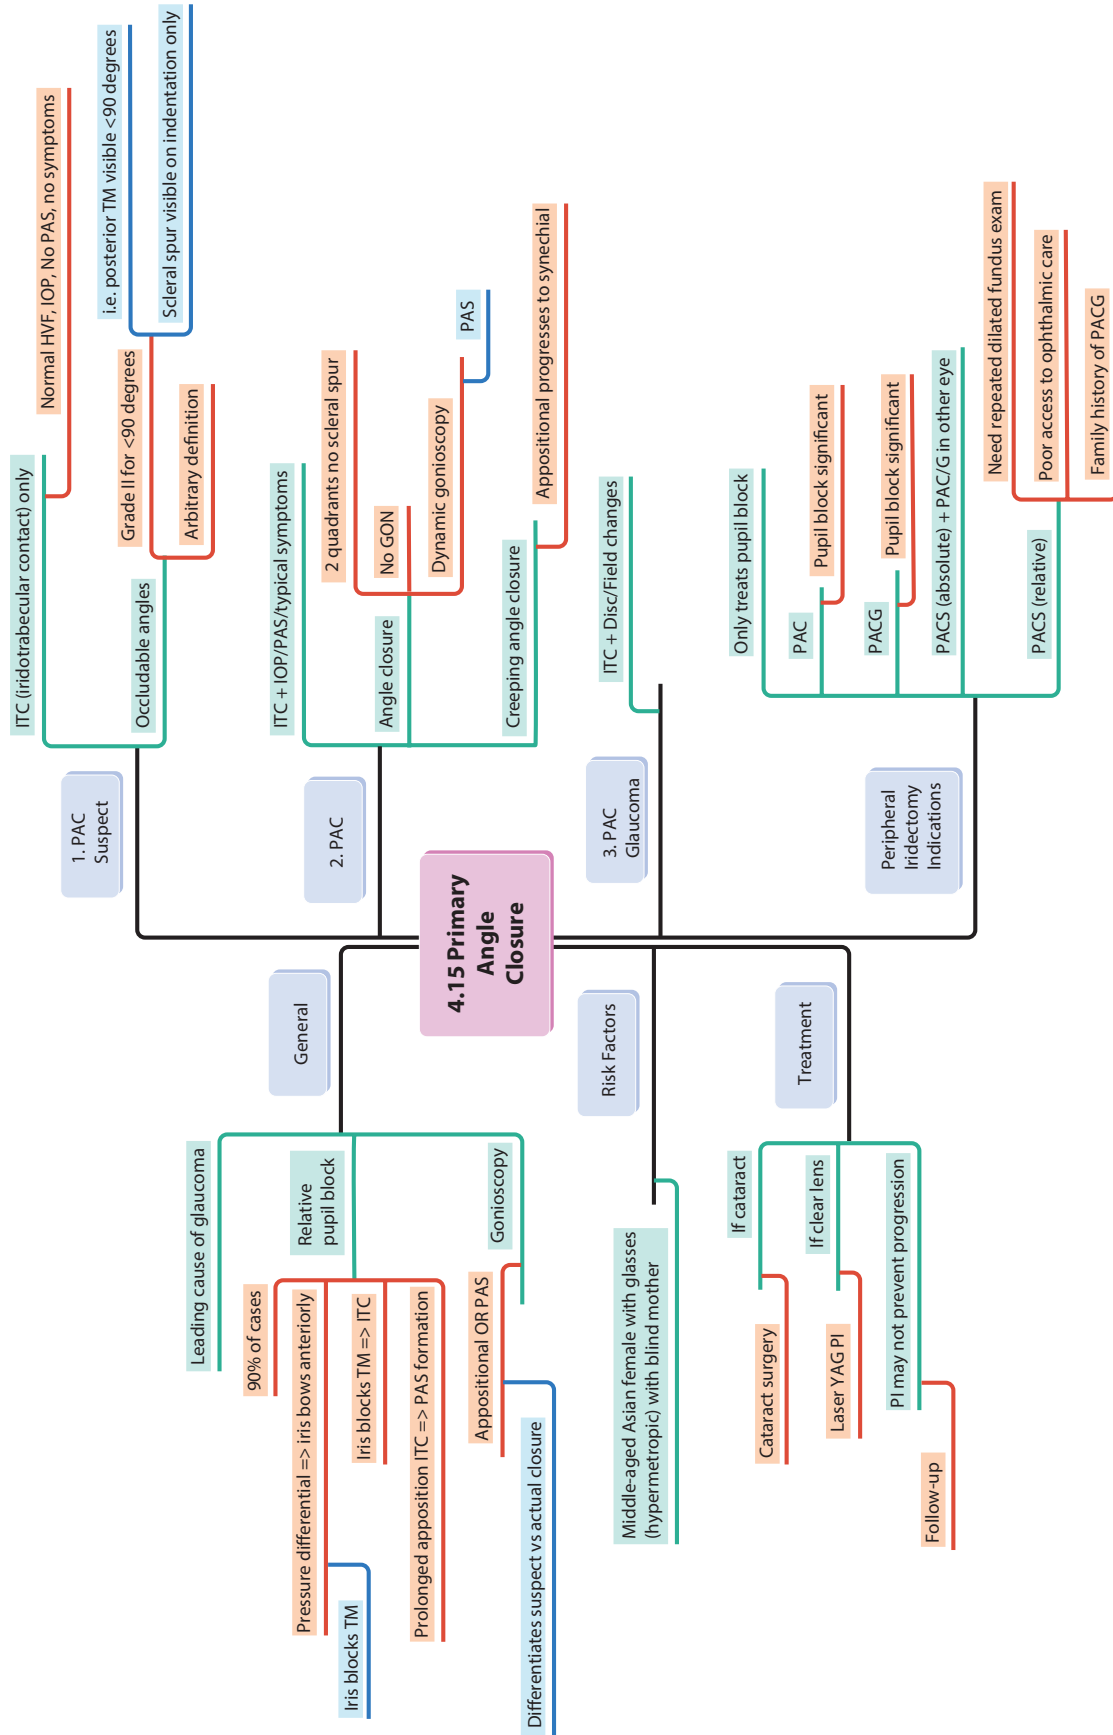 4.15 Primary
Angle
Closure
General
Leading cause of glaucoma
Relative
pupil block
90% of cases
Pressure differential => iris bows anteriorly
Iris blocks TM
Iris blocks TM => ITC
Prolonged apposition ITC => PAS formation
Gonioscopy
Appositional OR PAS
Differentiates suspect vs actual closure
Risk Factors
Middle-aged Asian female with glasses
(hypermetropic) with blind mother
Treatment
If cataract
Cataract surgery
If clear lens
Laser YAG PI
PI may not prevent progression
Follow-up
1. PAC
Suspect
ITC (iridotrabecular contact) only
Normal HVF, IOP, No PAS, no symptoms
Occludable angles
Grade II for <90 degrees
i.e. posterior TM visible <90 degrees
Scleral spur visible on indentation only
Arbitrary definition
2. PAC
ITC + IOP/PAS/typical symptoms
Angle closure
2 quadrants no scleral spur
No GON
Dynamic gonioscopy
PAS
Creeping angle closure
Appositional progresses to synechial
3. PAC
Glaucoma
ITC + Disc/Field changes
Peripheral
Iridectomy
Indications
Only treats pupil block
PAC
Pupil block significant
PACG
Pupil block significant
PACS (absolute) + PAC/G in other eye
PACS (relative)
Need repeated dilated fundus exam
Poor access to ophthalmic care
Family history of PACG